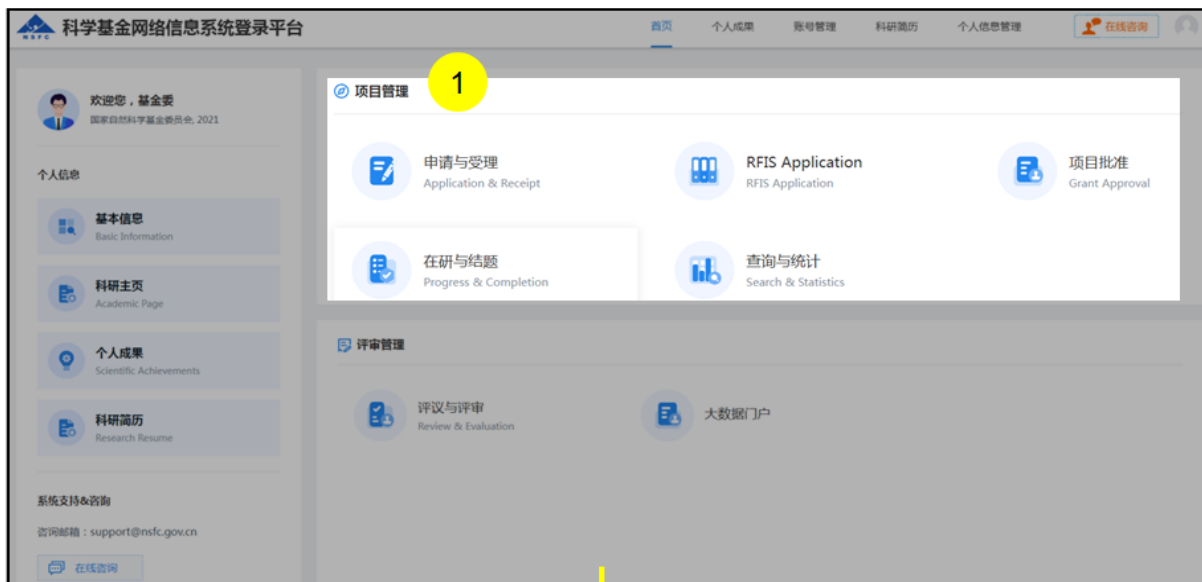 NSFC
科学基金网络信息系统登录平台
首页
个人成果
账号管理
科研简历
个人信息管理
在线咨询
欢迎您，基金委
国家自然科学基金委员会, 2021
个人信息
基本信息
Basic Information
科研主页
Academic Page
个人成果
Scientific Achievements
科研简历
Research Resume
系统支持&咨询
咨询邮箱：support@nsfc.gov.cn
在线咨询
项目管理
1
申请与受理
Application & Receipt
RFIS Application
RFIS Application
项目批准
Grant Approval
在研与结题
Progress & Completion
查询与统计
Search & Statistics
评审管理
评议与评审
Review & Evaluation
大数据门户